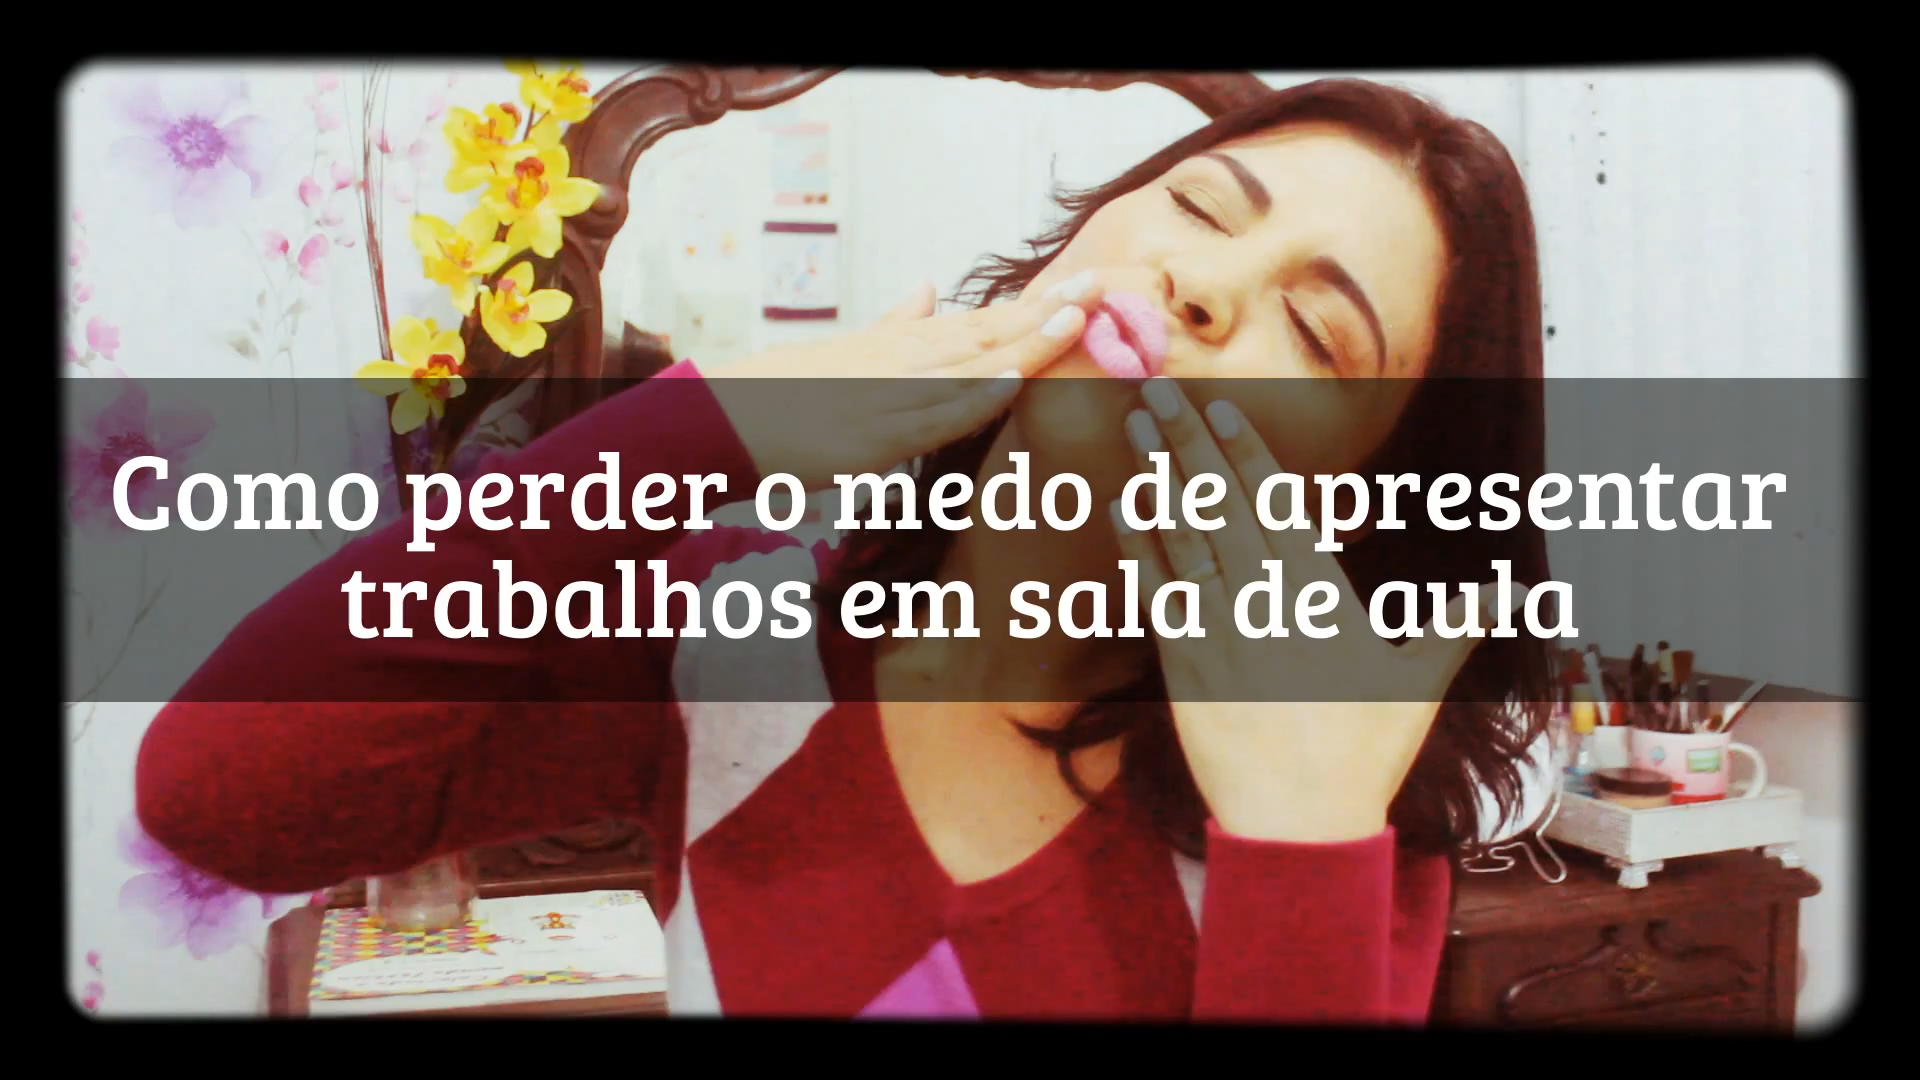 Como perder o medo de apresentar
trabalhos em sala de aula